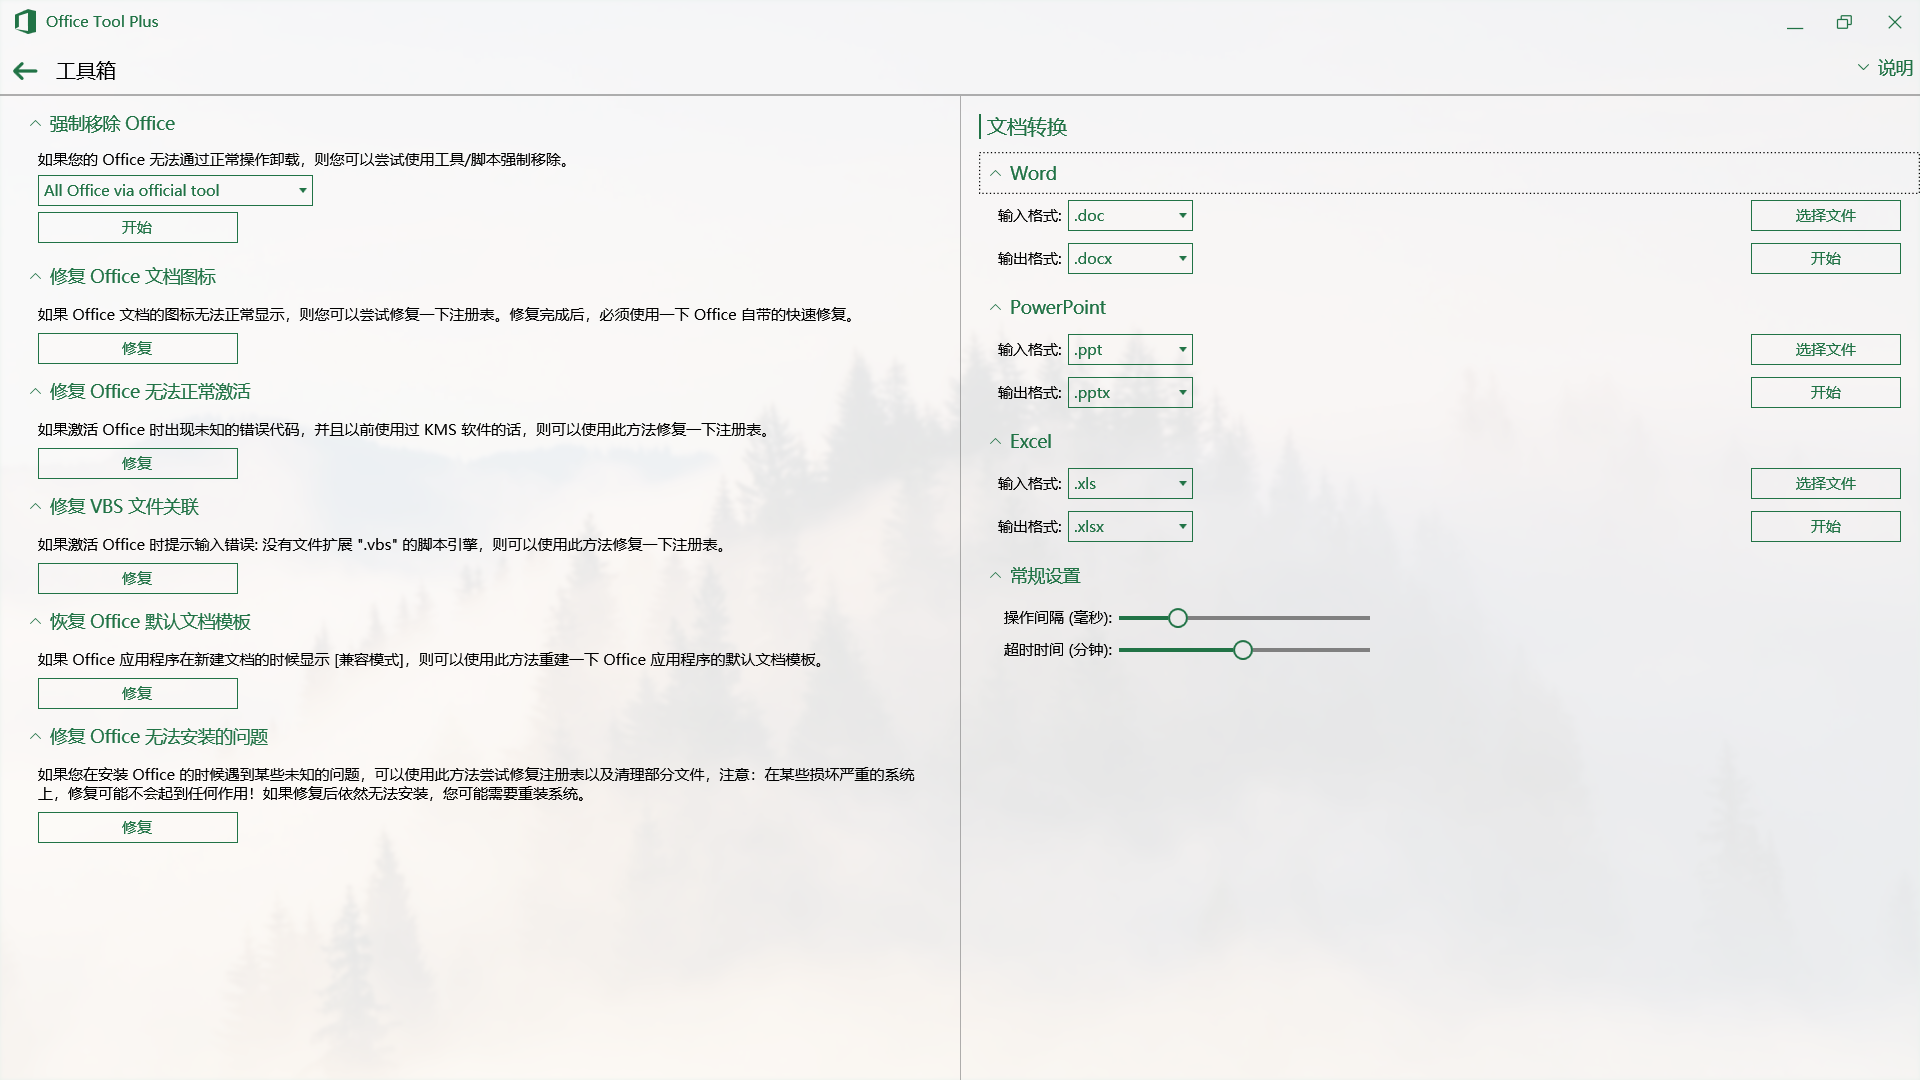 Office Tool Plus
工具箱
说明
强制移除 Office
如果您的 Office 无法通过正常操作卸载，则您可以尝试使用工具/脚本强制移除。
All Office via official tool
开始
修复 Office 文档图标
如果 Office 文档的图标无法正常显示，则您可以尝试修复一下注册表。修复完成后，必须使用一下 Office 自带的快速修复。
修复
修复 Office 无法正常激活
如果激活 Office 时出现未知的错误代码，并且以前使用过 KMS 软件的话，则可以使用此方法修复一下注册表。
修复
修复 VBS 文件关联
如果激活 Office 时提示输入错误: 没有文件扩展 ".vbs" 的脚本引擎，则可以使用此方法修复一下注册表。
修复
恢复 Office 默认文档模板
如果 Office 应用程序在新建文档的时候显示 [兼容模式]，则可以使用此方法重建一下 Office 应用程序的默认文档模板。
修复
修复 Office 无法安装的问题
如果您在安装 Office 的时候遇到某些未知的问题，可以使用此方法尝试修复注册表以及清理部分文件，注意：在某些损坏严重的系统
上，修复可能不会起到任何作用！如果修复后依然无法安装，您可能需要重装系统。
修复
文档转换
Word
输入格式: .doc 选择文件
输出格式: .docx 开始
PowerPoint
输入格式: .ppt 选择文件
输出格式: .pptx 开始
Excel
输入格式: .xls 选择文件
输出格式: .xlsx 开始
常规设置
操作间隔 (毫秒):
超时时间 (分钟):